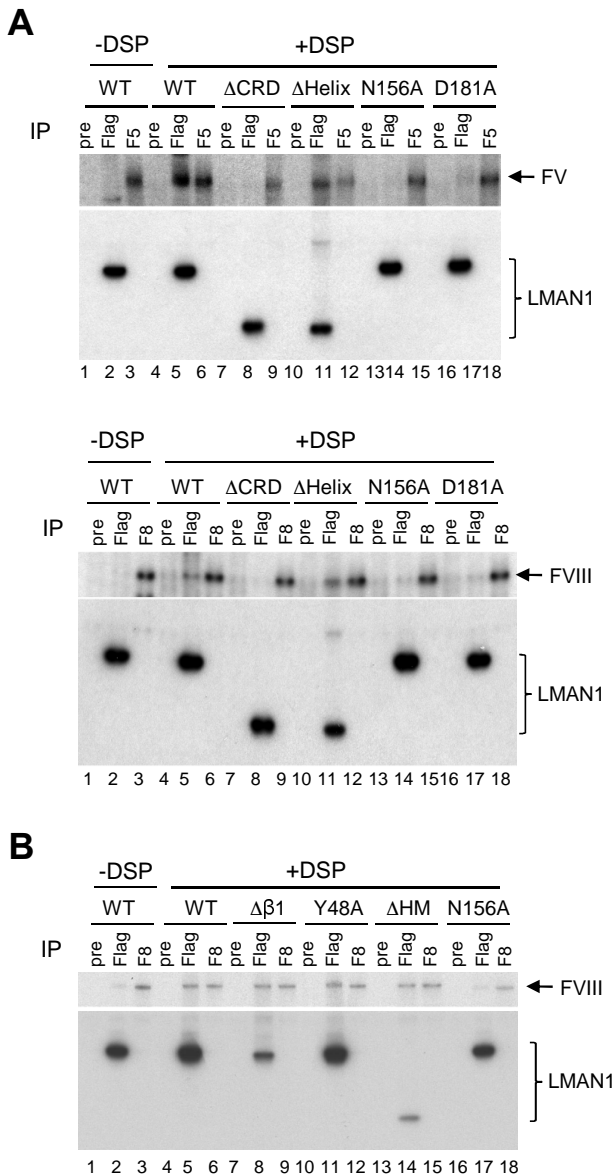 A
-DSP +DSP
WT WT ΔCRD ΔHelix N156A D181A
IP pre Flag F5 pre Flag F5 pre Flag F5 pre Flag F5 pre Flag F5 pre Flag F5
FV
LMAN1
1 2 3 4 5 6 7 8 9 10 11 12 13 14 15 16 17 18
-DSP +DSP
WT WT ΔCRD ΔHelix N156A D181A
IP pre Flag F8 pre Flag F8 pre Flag F8 pre Flag F8 pre Flag F8 pre Flag F8
FVIII
LMAN1
1 2 3 4 5 6 7 8 9 10 11 12 13 14 15 16 17 18
B
-DSP +DSP
WT WT Δβ1 Y48A ΔHM N156A
IP pre Flag F8 pre Flag F8 pre Flag F8 pre Flag F8 pre Flag F8 pre Flag F8
FVIII
LMAN1
1 2 3 4 5 6 7 8 9 10 11 12 13 14 15 16 17 18